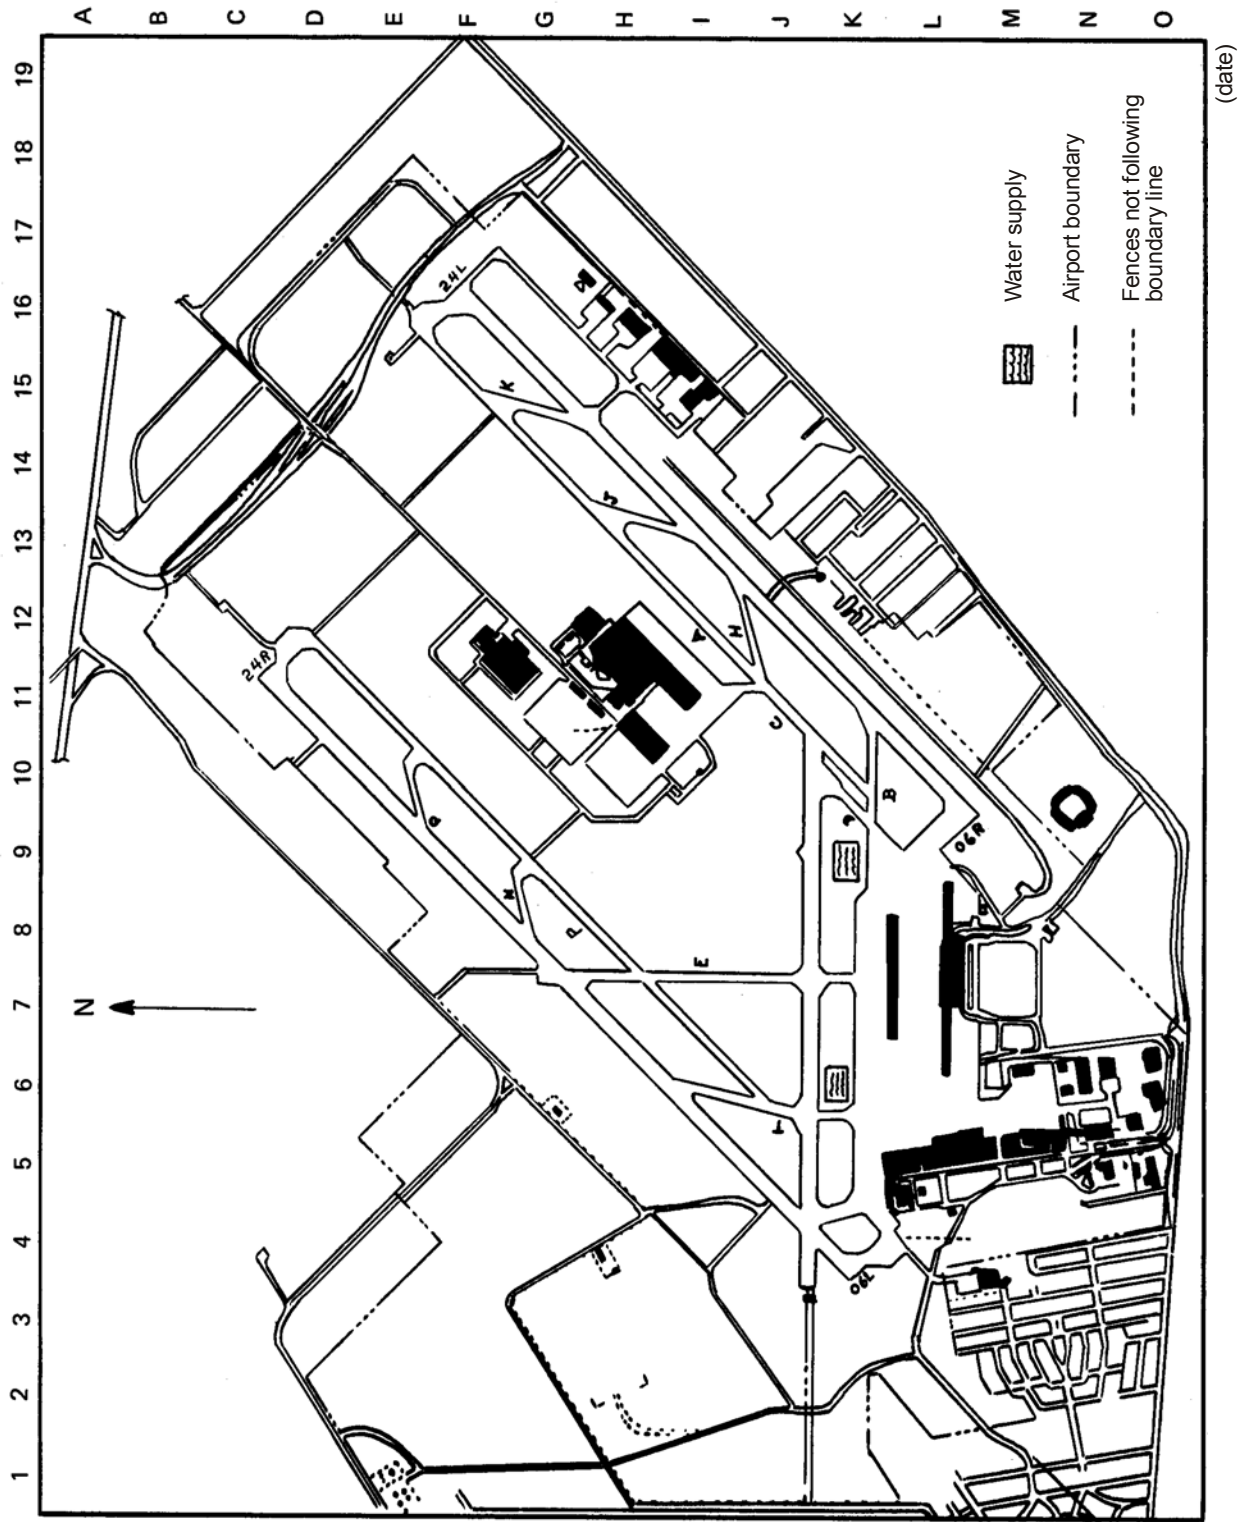 A B C D E F G H I J K L M N O
19
18
17
16
15
14
13
12
11
10
9
8
7
6
5
4
3
2
1
(date)
N
24L
24R
K
J
A
H
C
B
06R
P
E
06L
Water supply
Airport boundary
Fences not following
boundary line